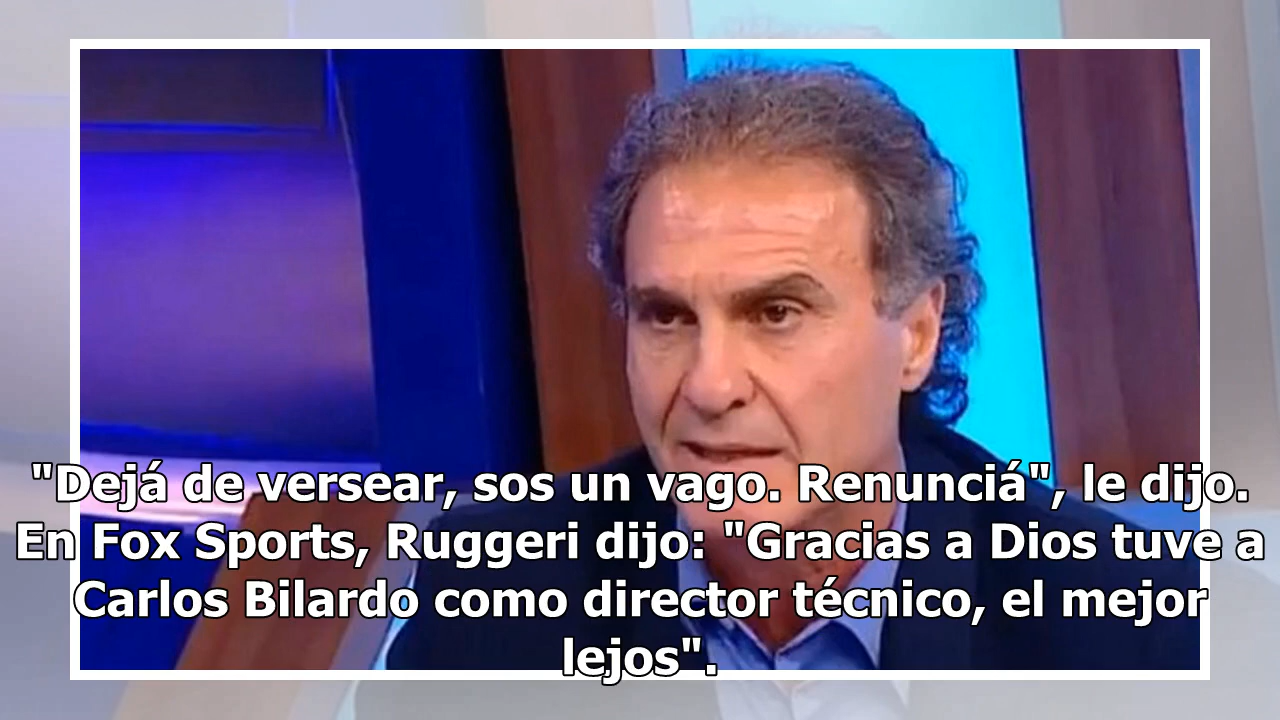 "Dejá de versear, sos un vago. Renunciá", le dijo.
En Fox Sports, Ruggeri dijo: "Gracias a Dios tuve a
Carlos Bilardo como director técnico, el mejor
lejos".